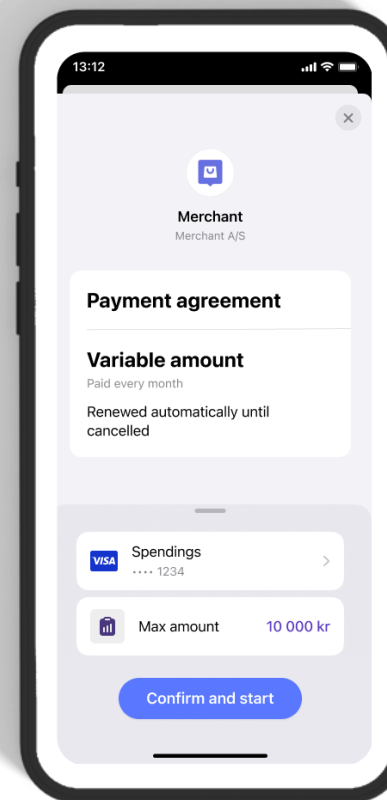 13:12
Merchant
Merchant A/S
Payment agreement
Variable amount
Paid every month
Renewed automatically until
cancelled
VISA
Spendings
•••• 1234
Max amount
10 000 kr
Confirm and start